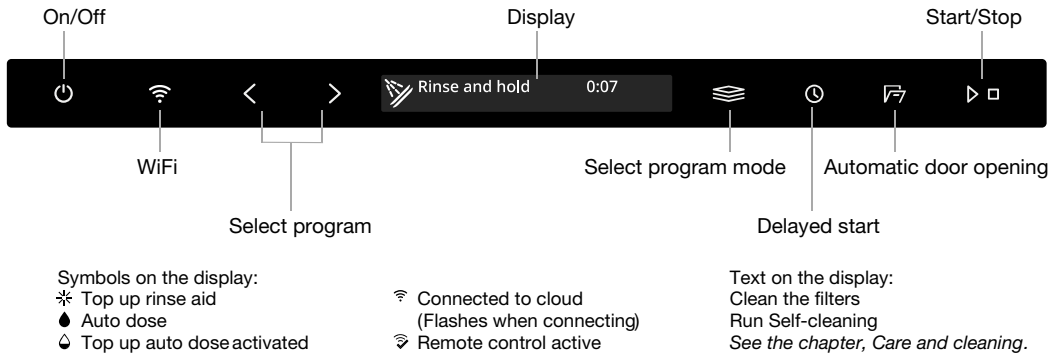 On/Off
Display
Start/Stop
Rinse and hold 0:07
WiFi
Select program mode
Automatic door opening
Select program
Delayed start
Symbols on the display:
Top up rinse aid
Auto dose
Top up auto dose activated
Connected to cloud
(Flashes when connecting)
Remote control active
Text on the display:
Clean the filters
Run Self-cleaning
See the chapter, Care and cleaning.